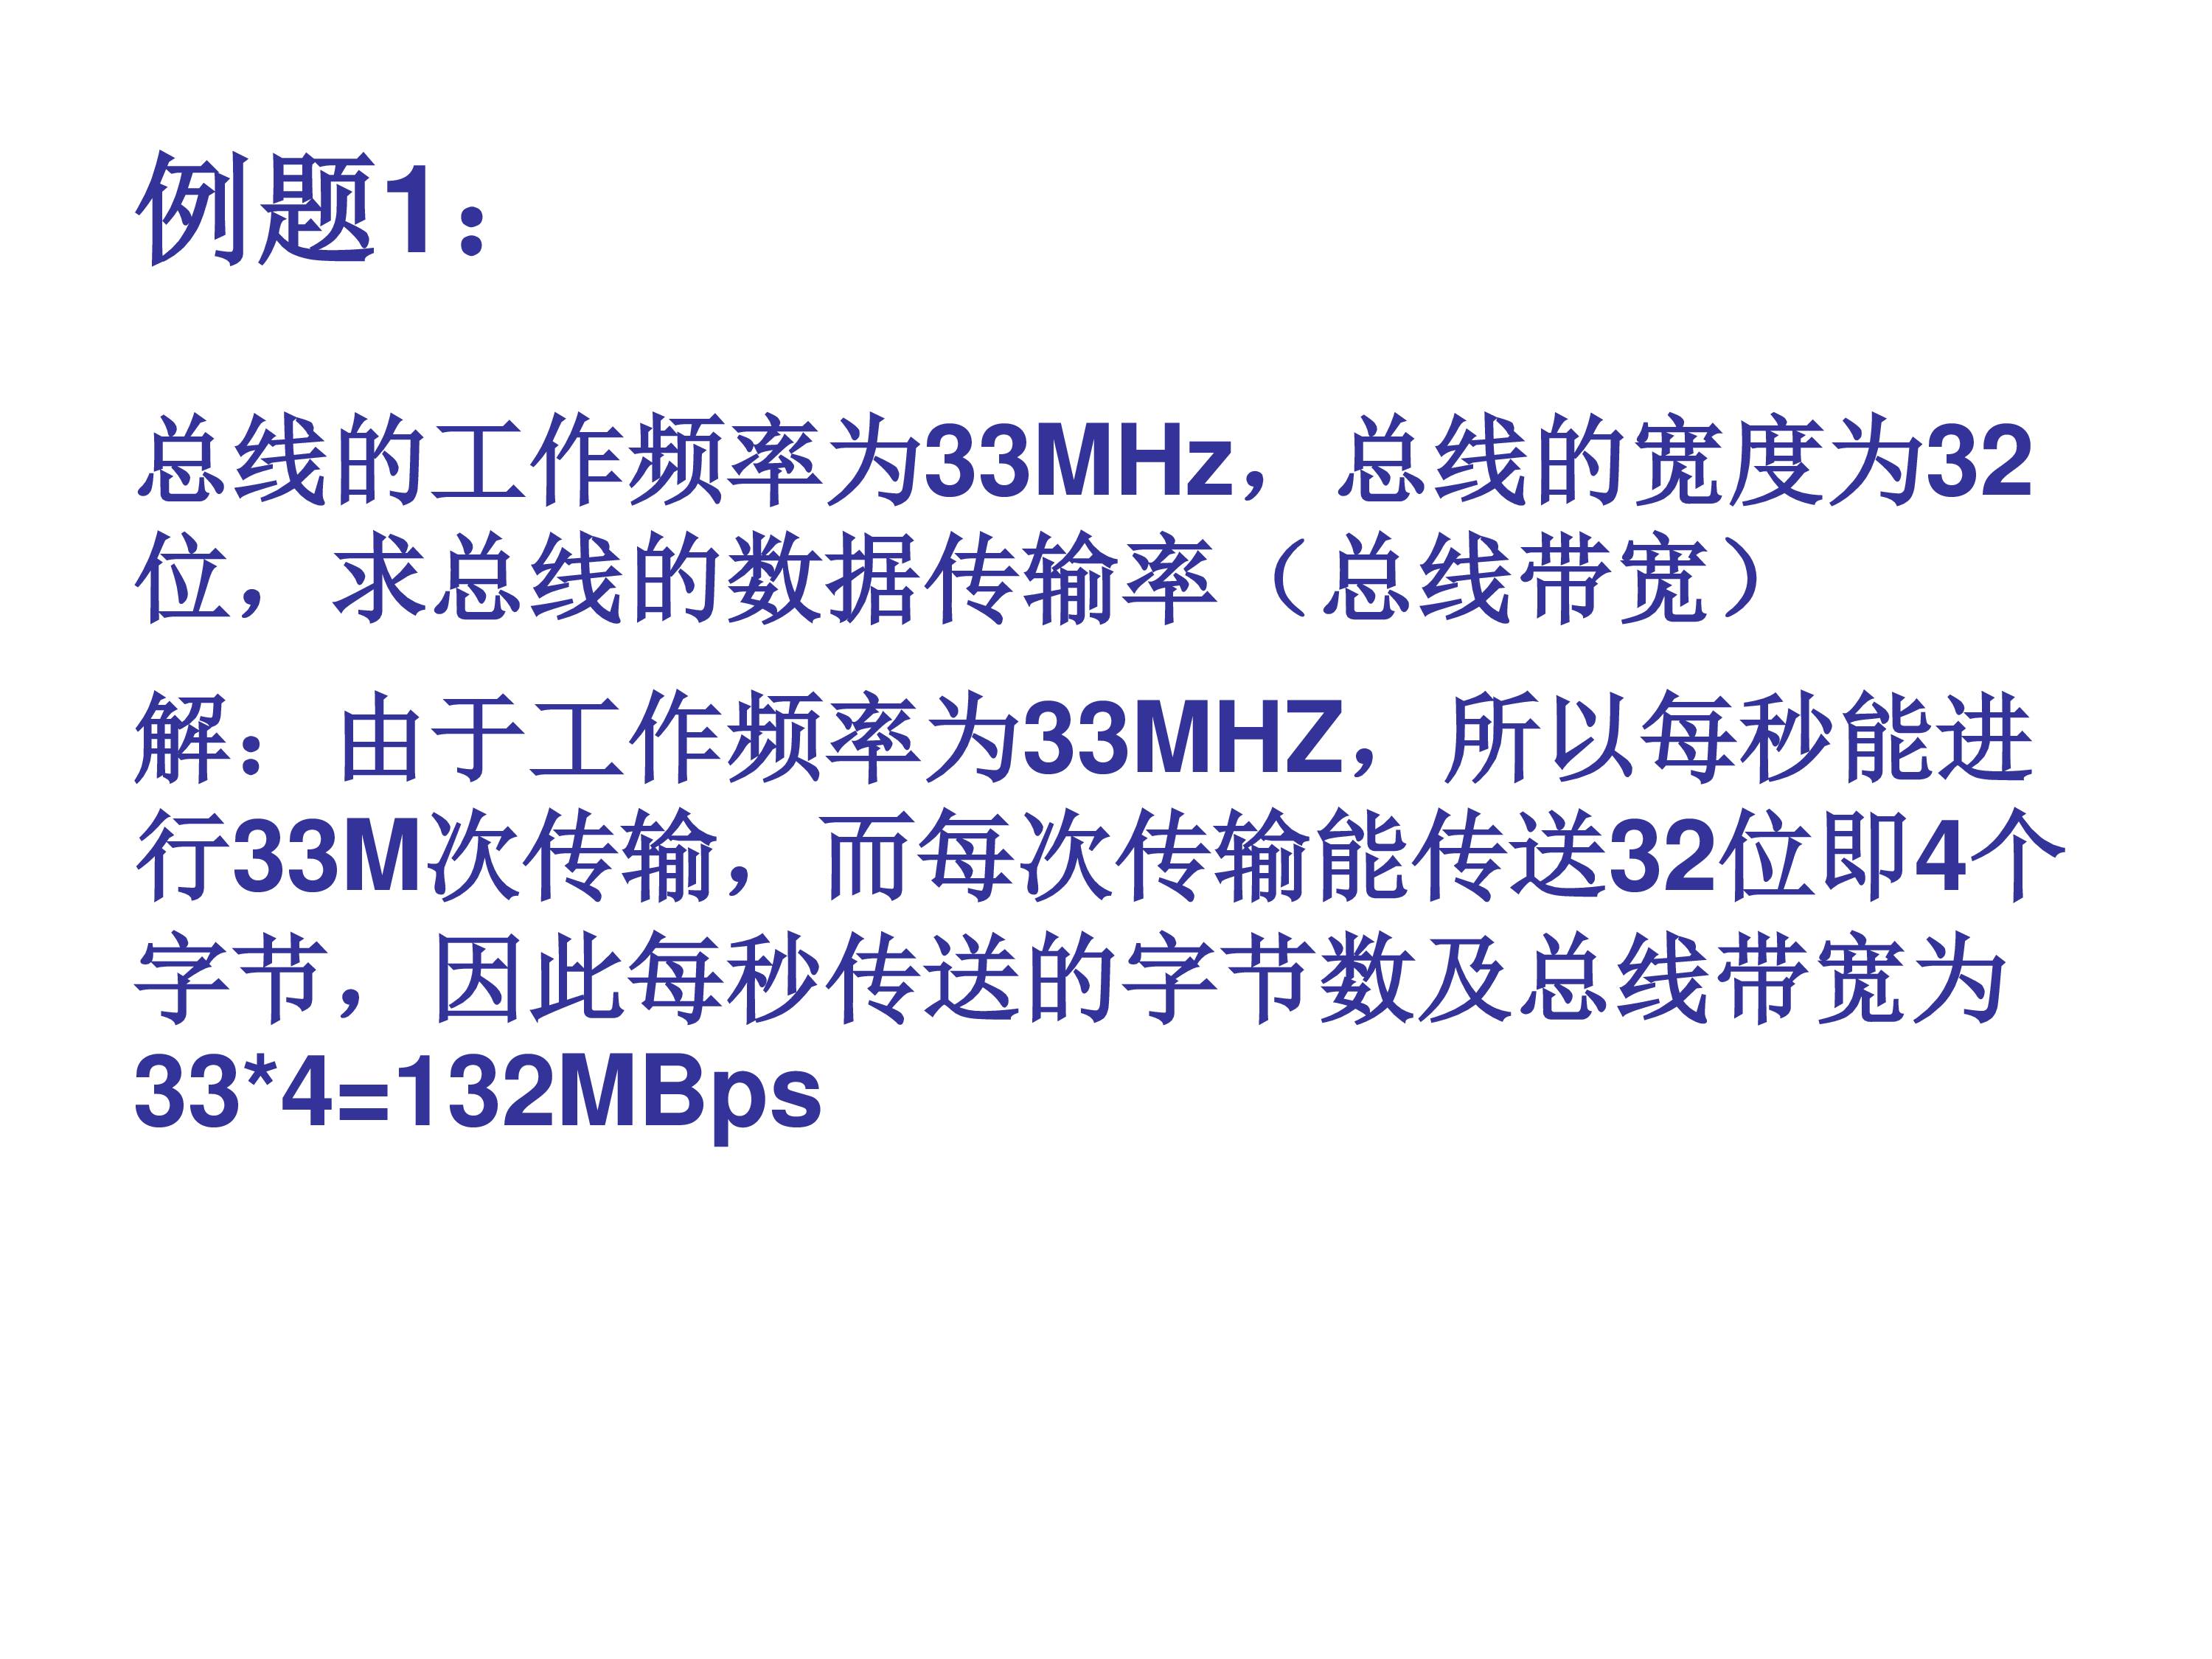 例题1：
总线的工作频率为33MHz，总线的宽度为32
位，求总线的数据传输率（总线带宽）
解：由于工作频率为33MHZ，所以每秒能进
行33M次传输，而每次传输能传送32位即4个
字节，因此每秒传送的字节数及总线带宽为
33*4=132MBps